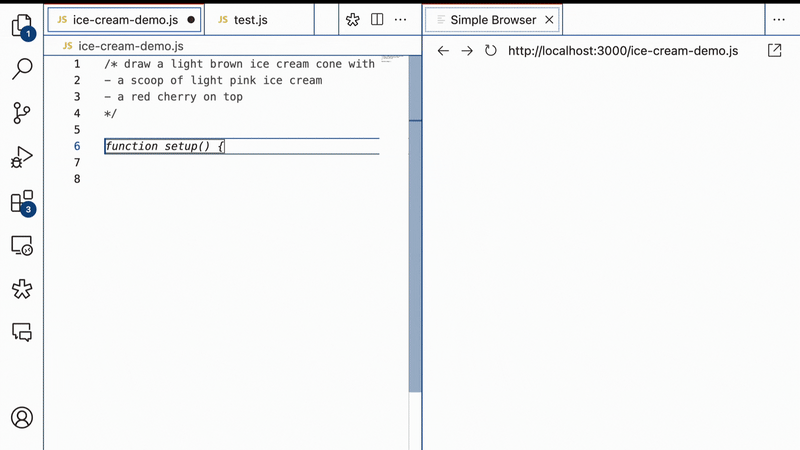 JS ice-cream-demo.js
JS test.js
Simple Browser
1
JS ice-cream-demo.js
http://localhost:3000/ice-cream-demo.js
1 /* draw a light brown ice cream cone with
2 - a scoop of light pink ice cream
3 - a red cherry on top
4 */
5
6 function setup() {
7
8
3